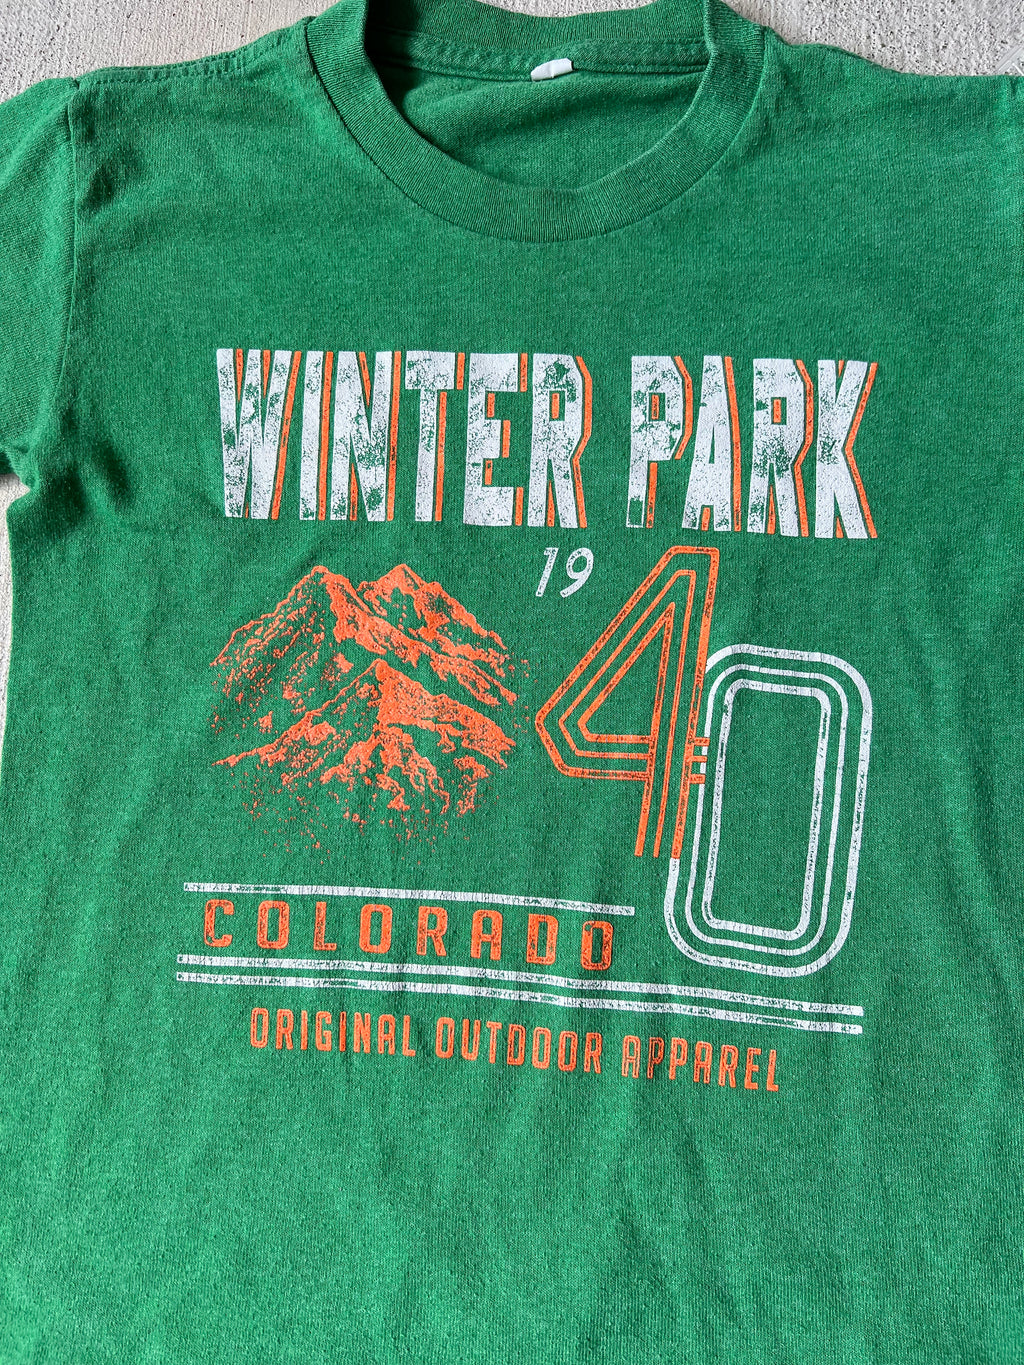 WINTER PARK
19
40
COLORADO
ORIGINAL OUTDOOR APPAREL